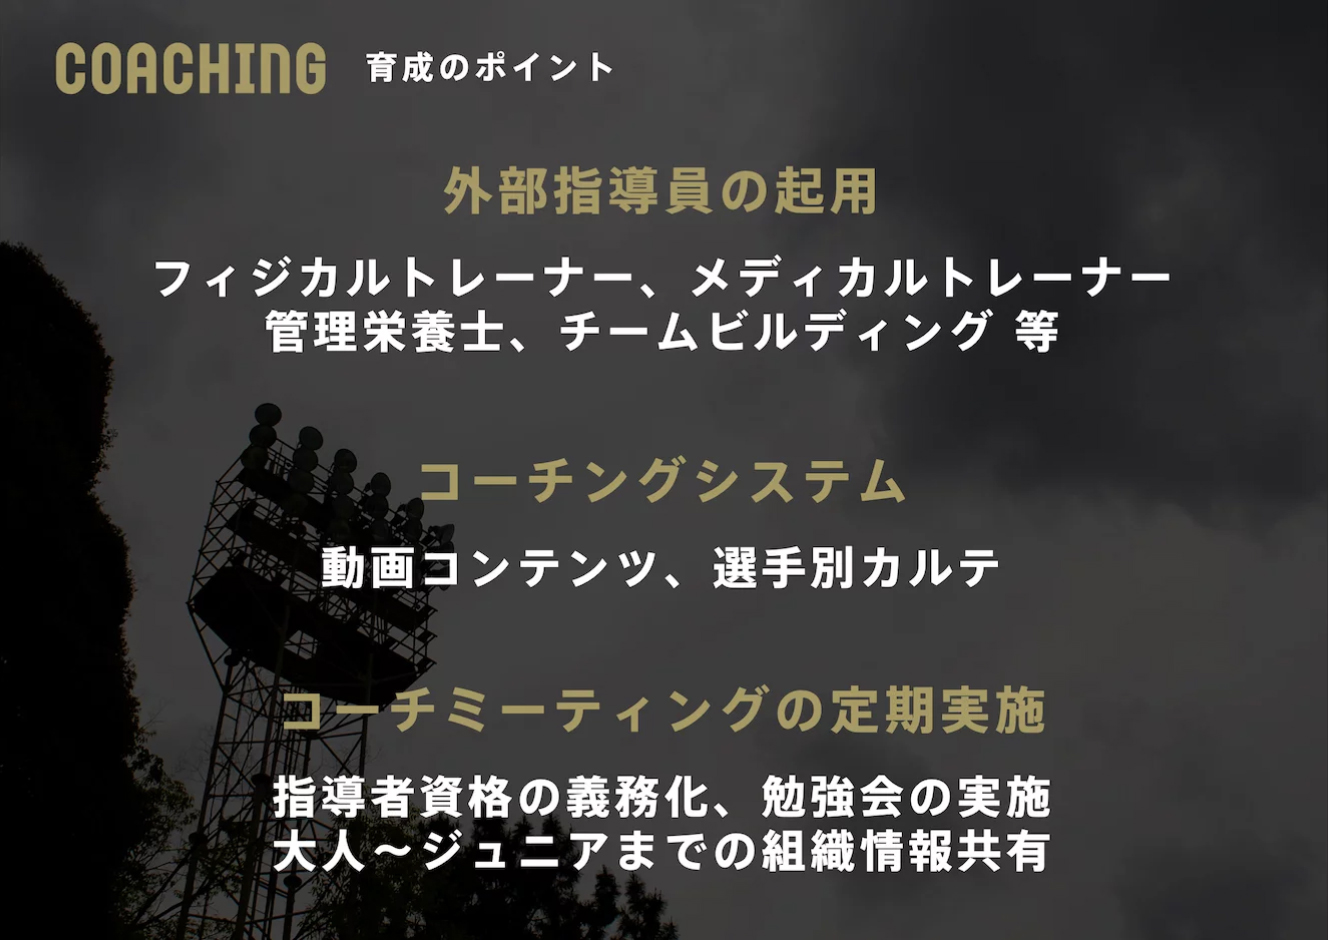 COACHING 育成のポイント
外部指導員の起用
フィジカルトレーナー、メディカルトレーナー
管理栄養士、チームビルディング 等
コーチングシステム
動画コンテンツ、選手別カルテ
コーチミーティングの定期実施
指導者資格の義務化、勉強会の実施
大人〜ジュニアまでの組織情報共有